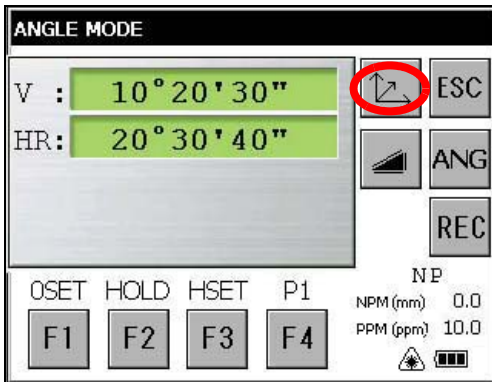 ANGLE MODE
V : 10°20'30"
ESC
HR: 20°30'40"
ANG
REC
NP
0SET HOLD HSET P1
NPM (mm) 0.0
F1 F2 F3 F4
PPM (ppm) 10.0